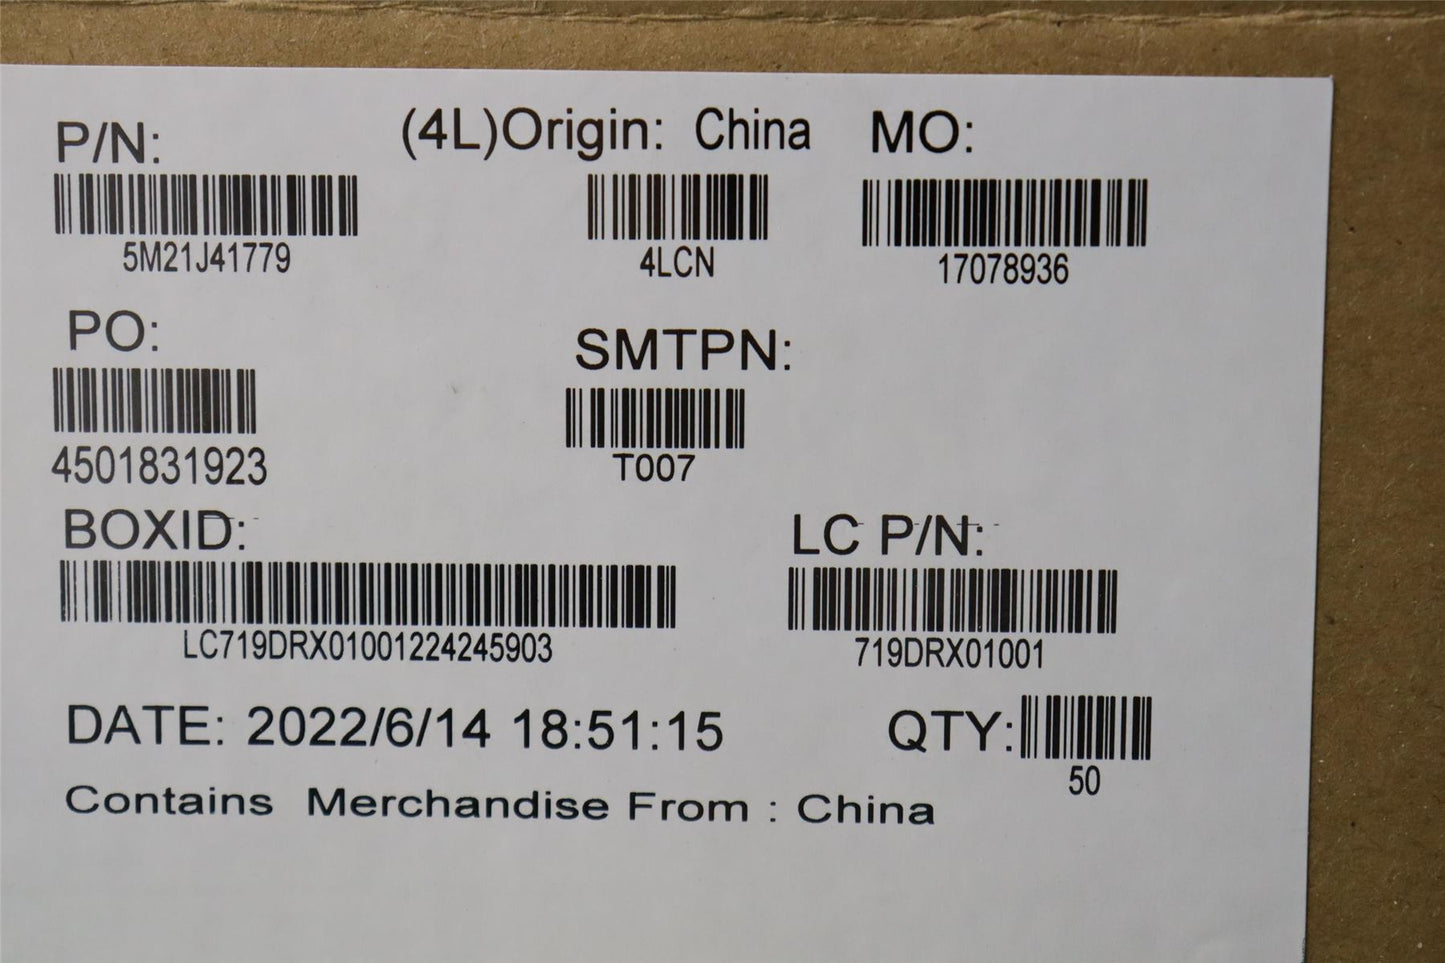 P/N: (4L)Origin: China MO:
5M21J41779 4LCN 17078936
PO: SMTPN:
4501831923 T007
BOXID: LC P/N:
LC719DRX01001224245903 719DRX01001
DATE: 2022/6/14 18:51:15 QTY:
50
Contains Merchandise From : China